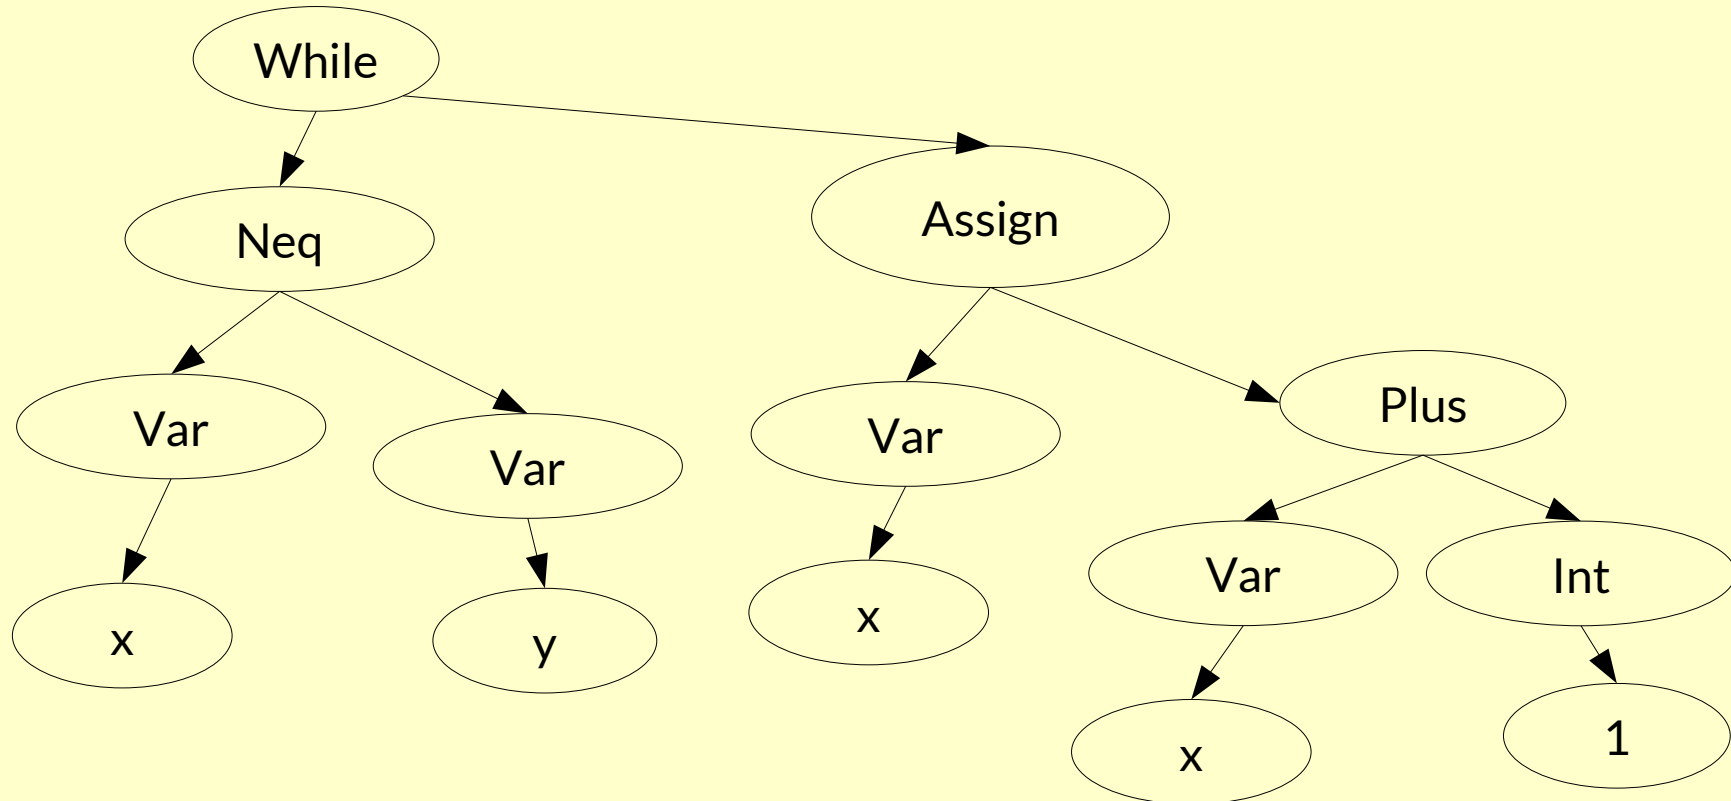 While
Neq
Assign
Var
Var
Var
Plus
x
y
x
Var
Int
x
1